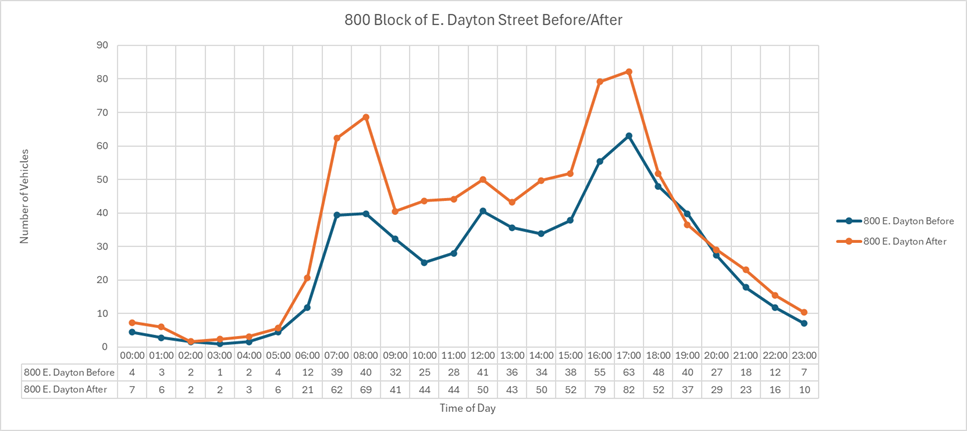 800 Block of E. Dayton Street Before/After
90
80
70
60
50
40
30
20
10
0
Number of Vehicles
00:00 01:00 02:00 03:00 04:00 05:00 06:00 07:00 08:00 09:00 10:00 11:00 12:00 13:00 14:00 15:00 16:00 17:00 18:00 19:00 20:00 21:00 22:00 23:00
800 E. Dayton Before 4 3 2 1 2 4 12 39 40 32 25 28 41 36 34 38 55 63 48 40 27 18 12 7
800 E. Dayton After 7 6 2 2 3 6 21 62 69 41 44 44 50 43 50 52 79 82 52 37 29 23 16 10
Time of Day
800 E. Dayton Before
800 E. Dayton After